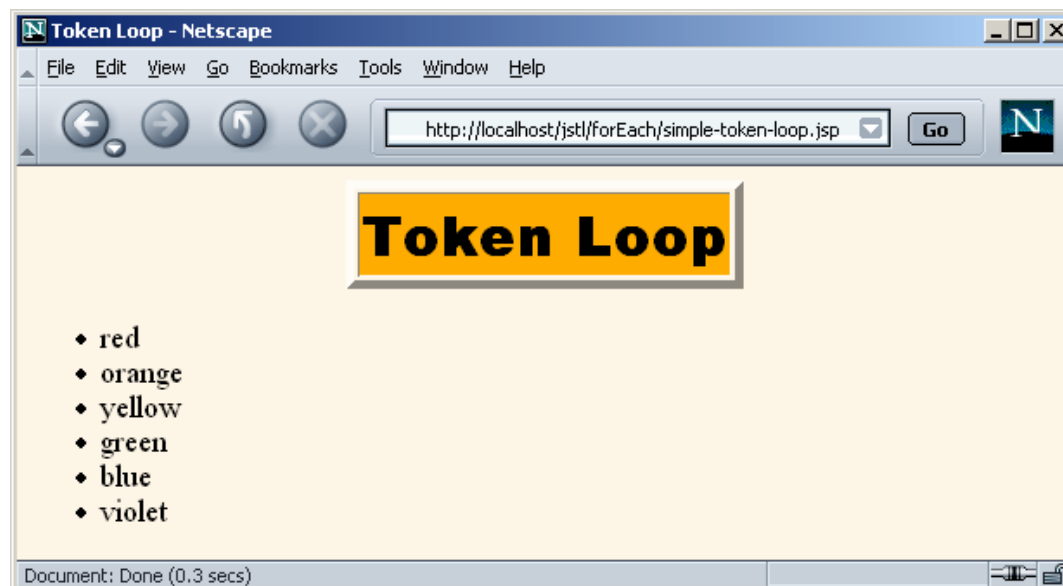 N Token Loop - Netscape
File Edit View Go Bookmarks Tools Window Help
http://localhost/jstl/forEach/simple-token-loop.jsp Go N
Token Loop
• red
• orange
• yellow
• green
• blue
• violet
Document: Done (0.3 secs)